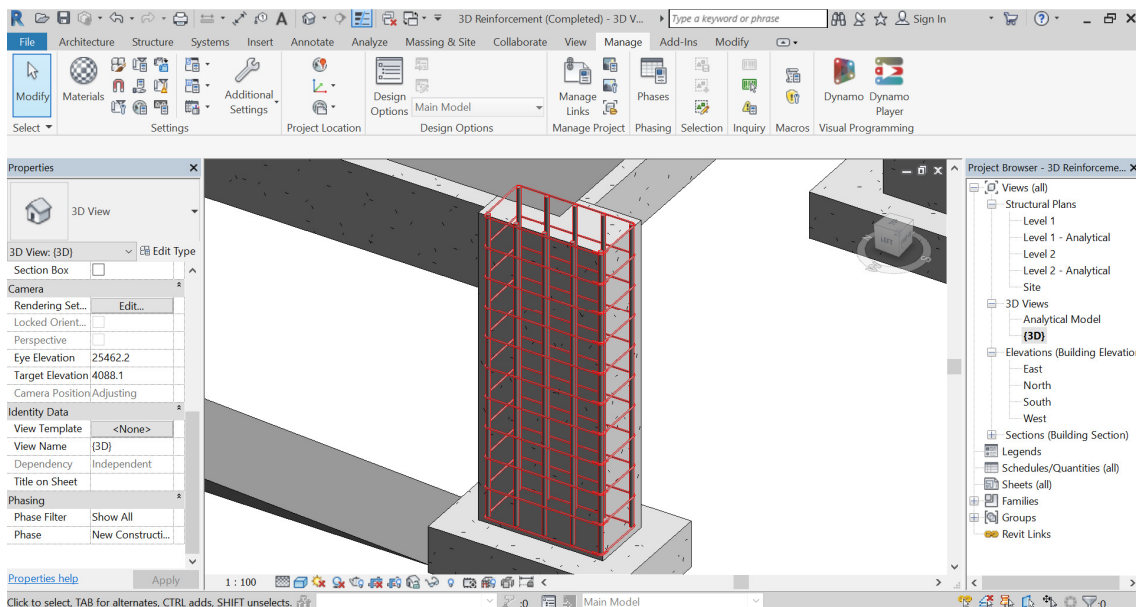 3D Reinforcement (Completed) - 3D V... Type a keyword or phrase Sign In
File Architecture Structure Systems Insert Annotate Analyze Massing & Site Collaborate View Manage Add-Ins Modify
Modify Materials Additional Settings Design Options Main Model Manage Links Phases Dynamo Dynamo Player
Select Settings Project Location Design Options Manage Project Phasing Selection Inquiry Macros Visual Programming
Properties
3D View
3D View: {3D} Edit Type
Section Box
Camera
Rendering Set... Edit...
Locked Orient...
Perspective
Eye Elevation 25462.2
Target Elevation 4088.1
Camera Position Adjusting
Identity Data
View Template <None>
View Name {3D}
Dependency Independent
Title on Sheet
Phasing
Phase Filter Show All
Phase New Constructi...
Properties help Apply
LEFT
1 : 100
Project Browser - 3D Reinforceme...
Views (all)
Structural Plans
Level 1
Level 1 - Analytical
Level 2
Level 2 - Analytical
Site
3D Views
Analytical Model
{3D}
Elevations (Building Elevatio
East
North
South
West
Sections (Building Section)
Legends
Schedules/Quantities (all)
Sheets (all)
Families
Groups
Revit Links
Click to select, TAB for alternates, CTRL adds, SHIFT unselects. :0 Main Model :0